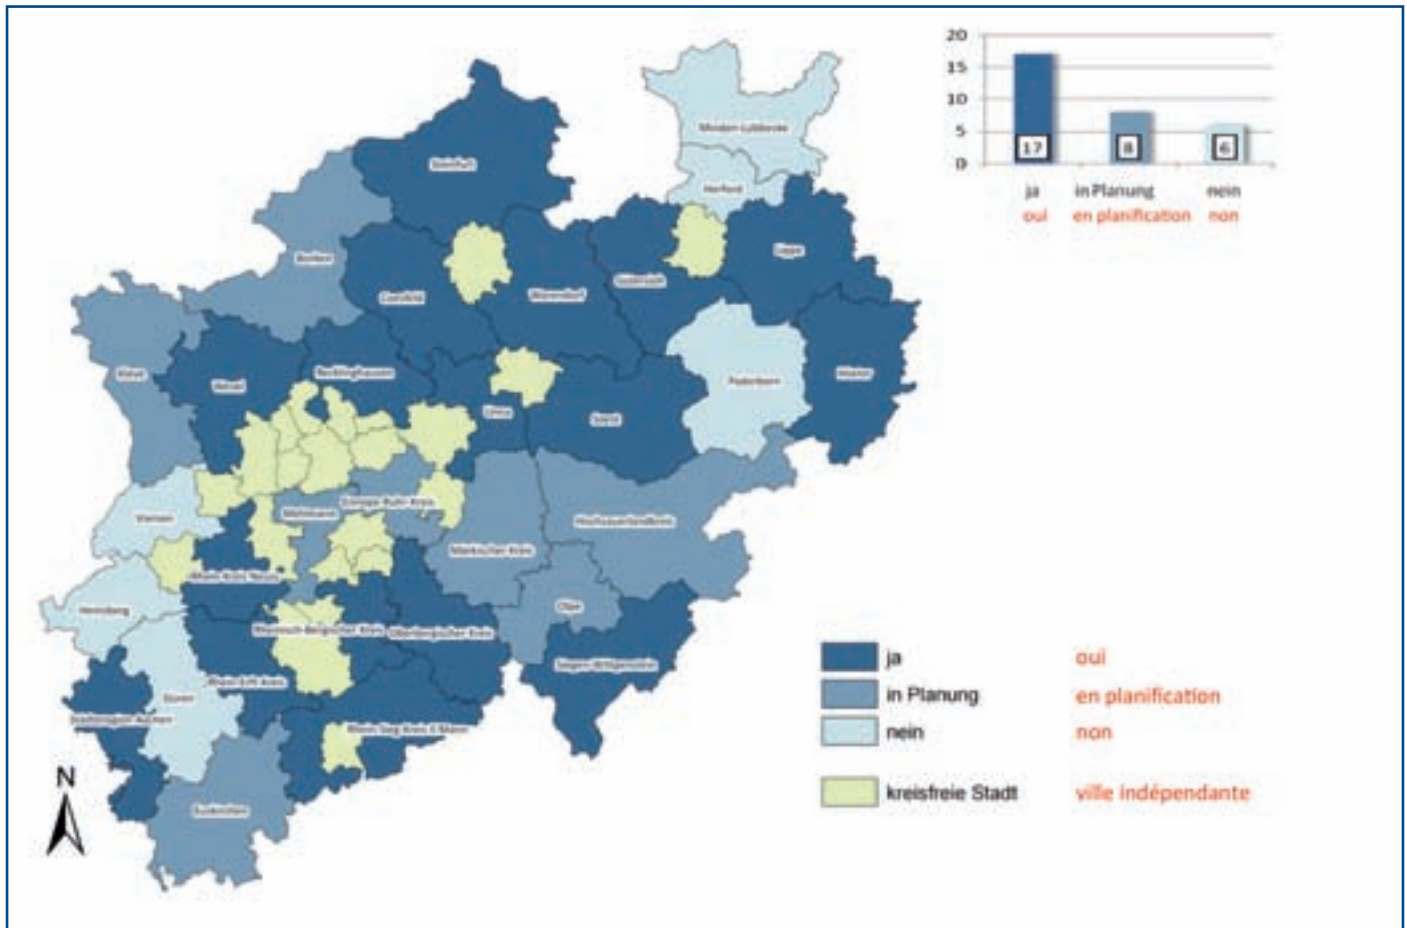 20
15
10
5
0
17
8
6
ja
in Planung
nein
oui
en planification
non
Minden-Lübbecke
Herford
Steinfurt
Borken
Coesfeld
Warendorf
Gütersloh
Lippe
Kleve
Wesel
Recklinghausen
Unna
Soest
Paderborn
Höxter
Viersen
Mettmann
Ennepe-Ruhr-Kreis
Märkischer Kreis
Hochsauerlandkreis
Heinsberg
Rhein-Kreis Neuss
Rheinisch-Bergischer Kreis
Oberbergischer Kreis
Olpe
Siegen-Wittgenstein
Rhein-Erft-Kreis
Düren
Städteregion Aachen
Euskirchen
N
ja
oui
in Planung
en planification
nein
non
kreisfreie Stadt
ville indépendante